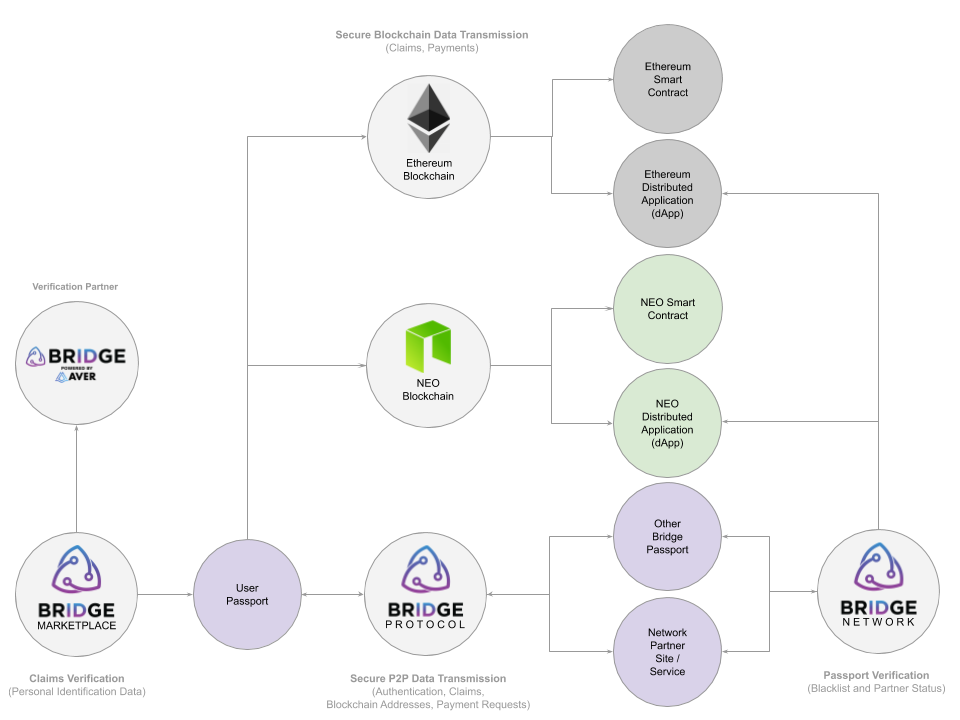 Secure Blockchain Data Transmission
(Claims, Payments)
Ethereum
Smart
Contract
Ethereum
Blockchain
Ethereum
Distributed
Application
(dApp)
Verification Partner
BRIDGE
POWERED BY
AVER
NEO Smart
Contract
NEO
Blockchain
NEO
Distributed
Application
(dApp)
Other
Bridge
Passport
BRIDGE
MARKETPLACE
User
Passport
BRIDGE
PROTOCOL
Network
Partner
Site /
Service
BRIDGE
NETWORK
Claims Verification
(Personal Identification Data)
Secure P2P Data Transmission
(Authentication, Claims,
Blockchain Addresses, Payment Requests)
Passport Verification
(Blacklist and Partner Status)